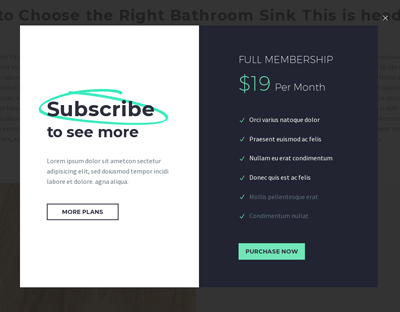 to Choose the Right Bathroom Sink This is head
Subscribe
to see more
Lorem ipsum dolor sit ametcon sectetur
adipisicing elit, sed doiusmod tempor incidi
labore et dolore. agna aliqua.
MORE PLANS
FULL MEMBERSHIP
$19 Per Month
Orci varius natoque dolor
Praesent euismod ac felis
Nullam eu erat condimentum
Donec quis est ac felis
Mollis pellentesque erat
Condimentum nullat
PURCHASE NOW